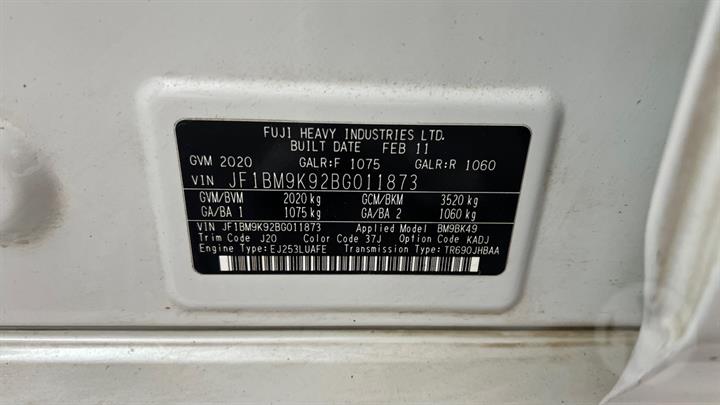 FUJI HEAVY INDUSTRIES LTD.
BUILT DATE FEB 11
GVM 2020 GALR:F 1075 GALR:R 1060
VIN JF1BM9K92BG011873
GVM/BVM 2020 kg GCM/BKM 3520 kg
GA/BA 1 1075 kg GA/BA 2 1060 kg
VIN JF1BM9K92BG011873 Applied Model BM9BK49
Trim Code J20 Color Code 37J Option Code KADJ
Engine Type:EJ253LUAFE Transmission Type:TR690JHBAA